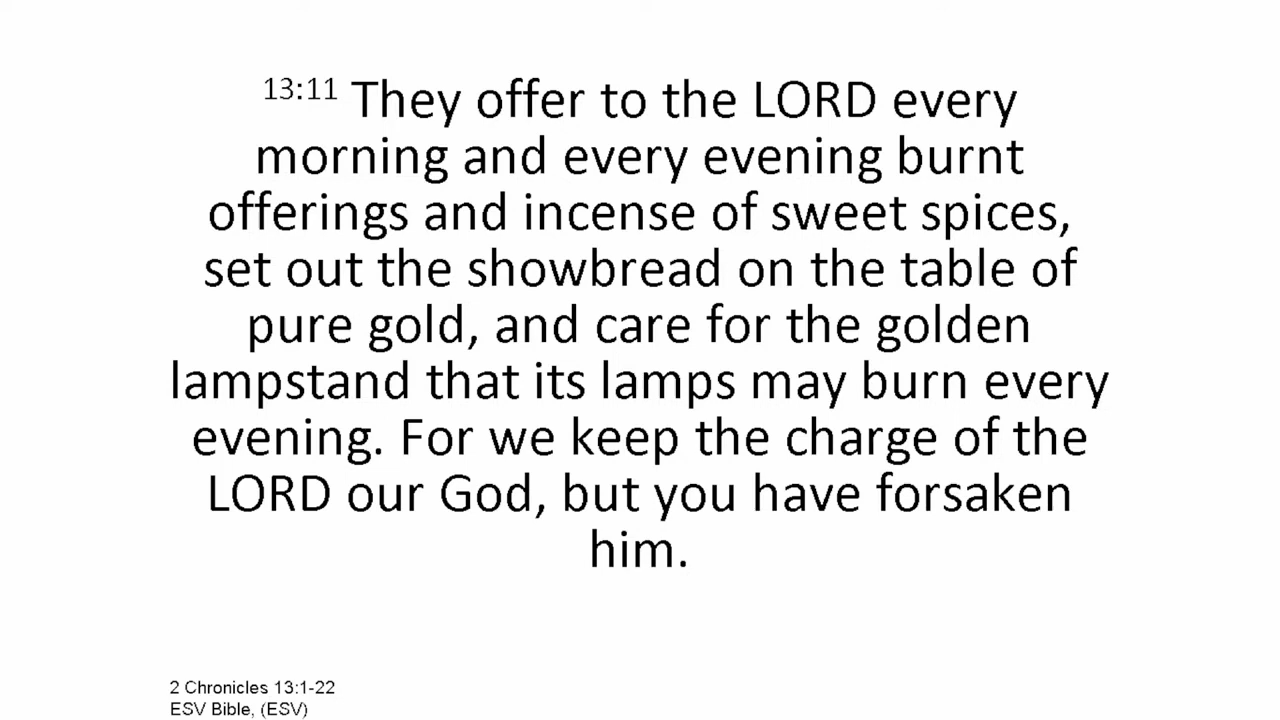 13:11 They offer to the LORD every
morning and every evening burnt
offerings and incense of sweet spices,
set out the showbread on the table of
pure gold, and care for the golden
lampstand that its lamps may burn every
evening. For we keep the charge of the
LORD our God, but you have forsaken
him.
2 Chronicles 13:1-22
ESV Bible, (ESV)